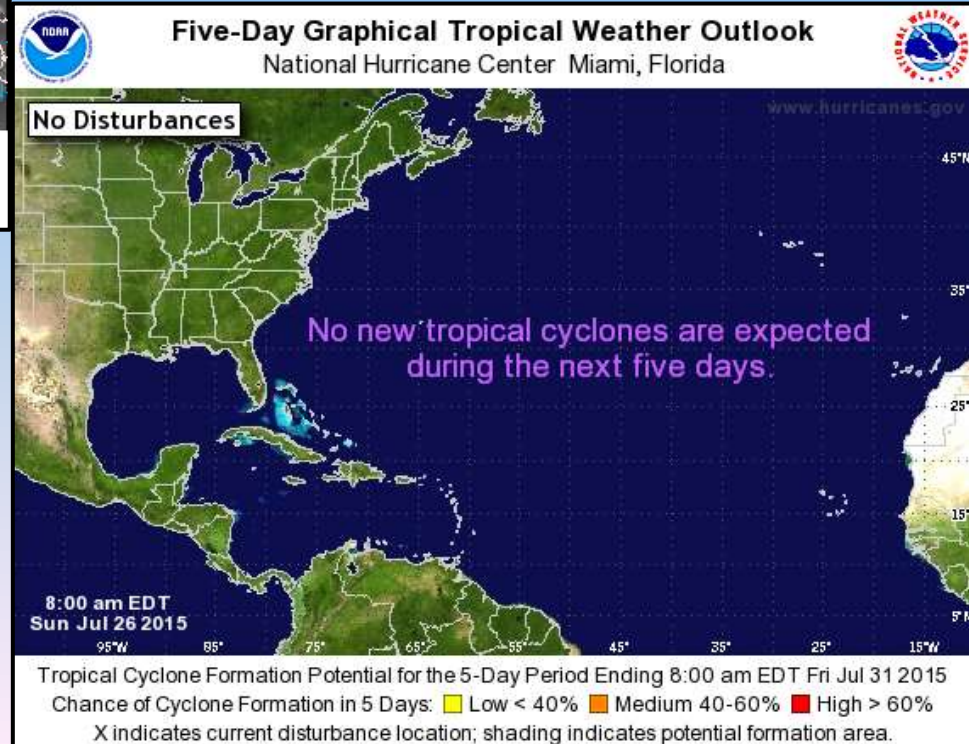 NOAA
Five-Day Graphical Tropical Weather Outlook
National Hurricane Center Miami, Florida
NATIONAL WEATHER SERVICE
No Disturbances
www.hurricanes.gov
45°N
35°
No new tropical cyclones are expected
during the next five days.
25°
15°
8:00 am EDT
Sun Jul 26 2015
5°N
95°W 85° 75° 65° 55° 45° 35° 25° 15°W
Tropical Cyclone Formation Potential for the 5-Day Period Ending 8:00 am EDT Fri Jul 31 2015
Chance of Cyclone Formation in 5 Days: Low < 40% Medium 40-60% High > 60%
X indicates current disturbance location; shading indicates potential formation area.